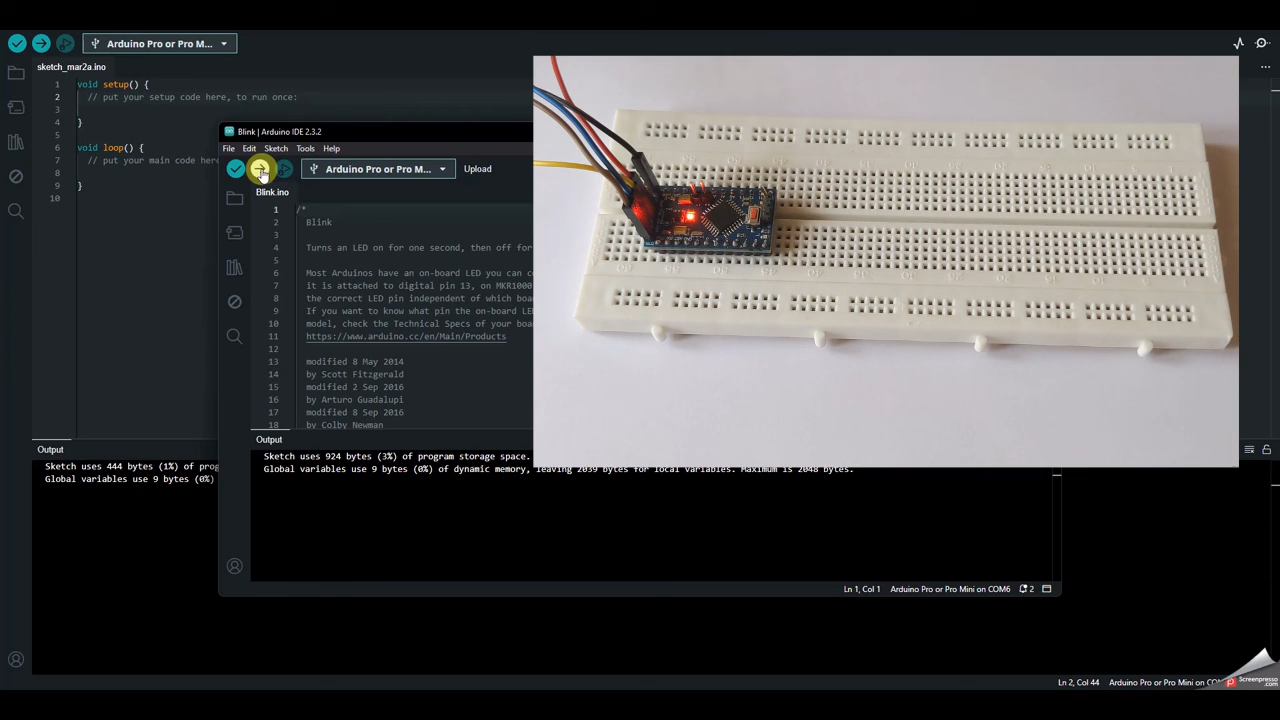 Arduino Pro or Pro M...
sketch_mar2a.ino
1 void setup() {
2 // put your setup code here, to run once:
3
4 }
5
6 void loop() {
7 // put your main code here
8
9 }
10
Blink | Arduino IDE 2.3.2
File Edit Sketch Tools Help
Arduino Pro or Pro M... Upload
Blink.ino
1 /*
2 Blink
3
4 Turns an LED on for one second, then off for
5
6 Most Arduinos have an on-board LED you can
7 it is attached to digital pin 13, on MKR1000
8 the correct LED pin independent of which
9 If you want to know what pin the on-board
10 model, check the Technical Specs of your
11 https://www.arduino.cc/en/Main/Products
12
13 modified 8 May 2014
14 by Scott Fitzgerald
15 modified 2 Sep 2016
16 by Arturo Guadalupi
17 modified 8 Sep 2016
18 by Colby Newman
Output
Sketch uses 924 bytes (3%) of program storage space.
Global variables use 9 bytes (0%) of dynamic memory, leaving 2039 bytes for local variables. Maximum is 2048 bytes.
Ln 1, Col 1 Arduino Pro or Pro Mini on COM6 2
Output
Sketch uses 444 bytes (1%) of
Global variables use 9 bytes (0%)
Ln 2, Col 44 Arduino Pro or Pro Mini on
Screenpresso
.com